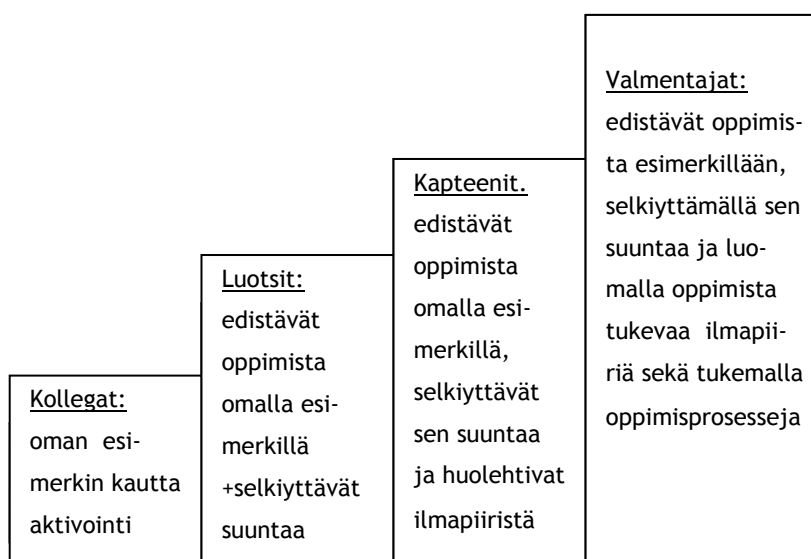 Kollegat:
oman esi-
merkin kautta
aktivointi
Luotsit:
edistävät
oppimista
omalla esi-
merkillä
+selkiyttävät
suuntaa
Kapteenit.
edistävät
oppimista
omalla esi-
merkillä,
selkiyttävät
sen suuntaa
ja huolehtivat
ilmapiiristä
Valmentajat:
edistävät oppimis-
ta esimerkillään,
selkiyttämällä sen
suuntaa ja luo-
malla oppimista
tukevaa ilmapii-
riä sekä tukemalla
oppimisprosesseja